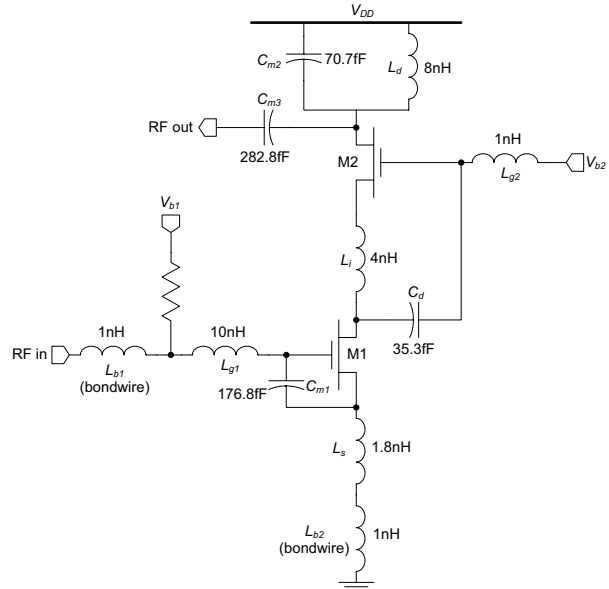 VDD
Cm2
70.7fF
Ld
8nH
Cm3
RF out
282.8fF
M2
1nH
Lg2
Vb2
Vb1
Li
4nH
Cd
35.3fF
1nH
10nH
RF in
Lb1
(bondwire)
Lg1
M1
176.8fF
Cm1
Ls
1.8nH
Lb2
(bondwire)
1nH